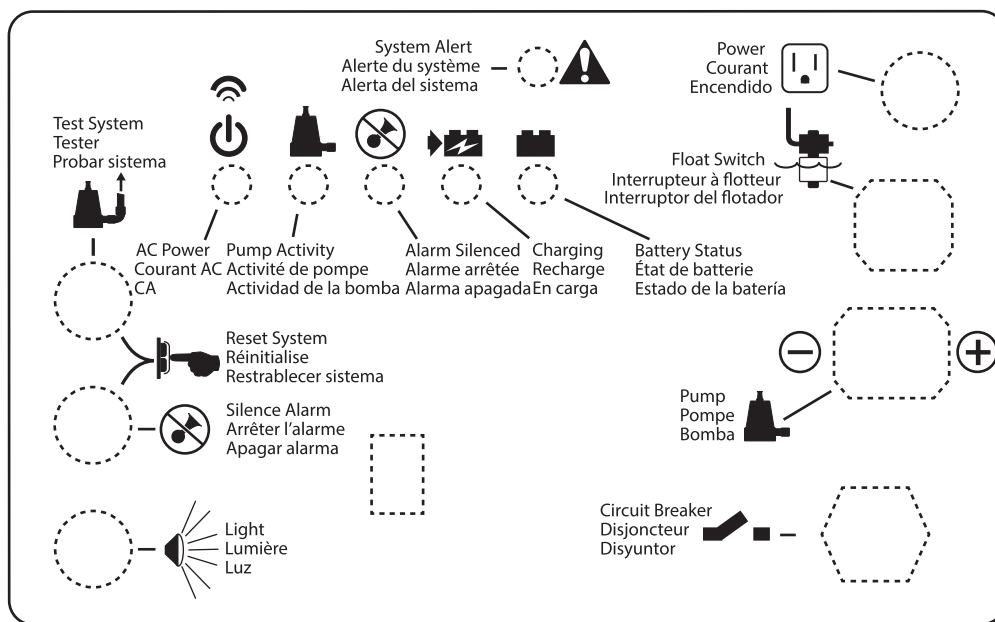 System Alert
Alerte du système
Alerta del sistema
Power
Courant
Encendido
Test System
Tester
Probar sistema
Float Switch
Interrupteur à flotteur
Interruptor del flotador
AC Power
Courant AC
CA
Pump Activity
Activité de pompe
Actividad de la bomba
Alarm Silenced
Alarme arrêtée
Alarma apagada
Charging
Recharge
En carga
Battery Status
État de batterie
Estado de la batería
Reset System
Réinitialise
Restrablecer sistema
Silence Alarm
Arrêter l'alarme
Apagar alarma
Pump
Pompe
Bomba
Light
Lumière
Luz
Circuit Breaker
Disjoncteur
Disyuntor